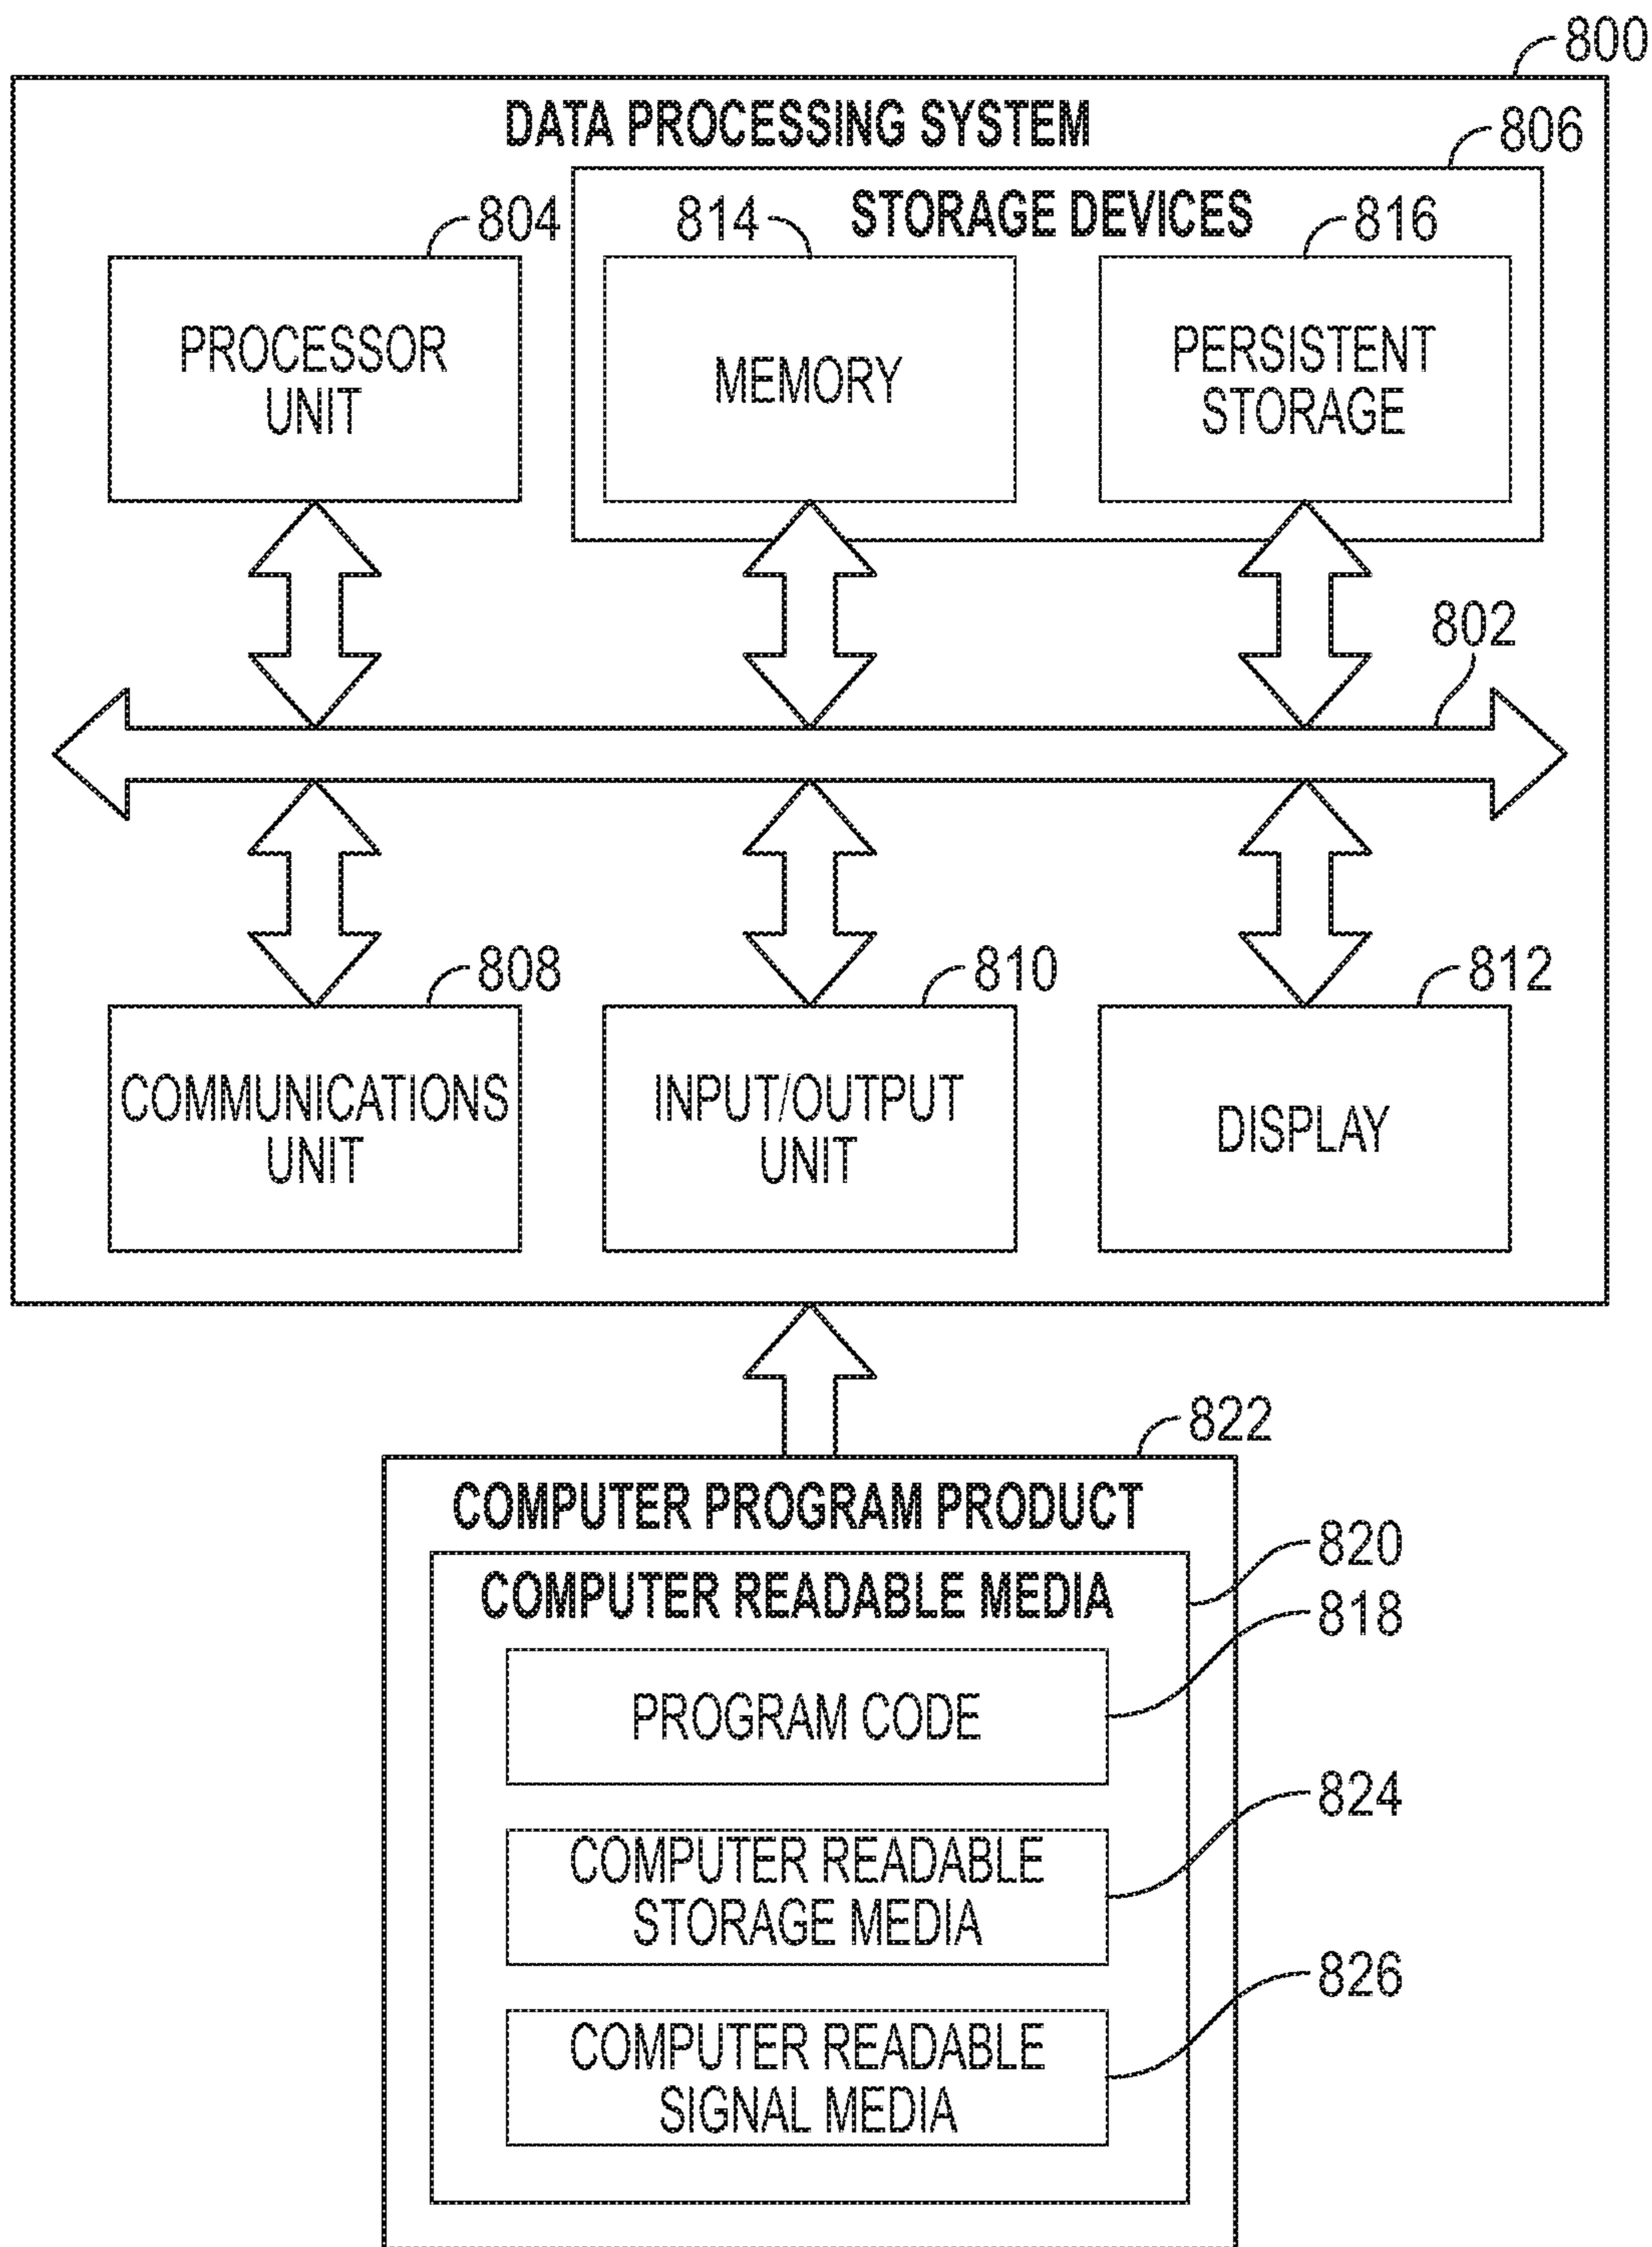 800
DATA PROCESSING SYSTEM
806
STORAGE DEVICES
804
814
816
PROCESSOR
UNIT
MEMORY
PERSISTENT
STORAGE
802
808
810
812
COMMUNICATIONS
UNIT
INPUT/OUTPUT
UNIT
DISPLAY
822
COMPUTER PROGRAM PRODUCT
820
COMPUTER READABLE MEDIA
818
PROGRAM CODE
824
COMPUTER READABLE
STORAGE MEDIA
826
COMPUTER READABLE
SIGNAL MEDIA